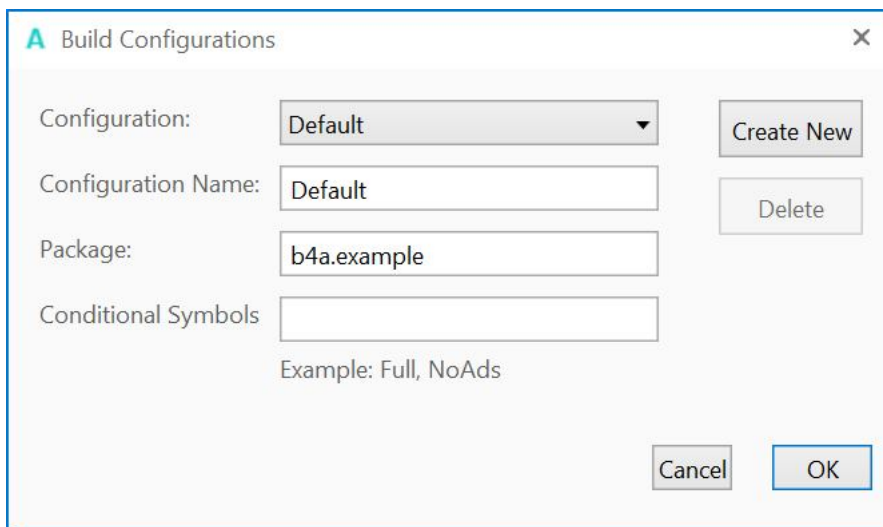 A Build Configurations
Configuration:
Default
Create New
Configuration Name:
Default
Delete
Package:
b4a.example
Conditional Symbols
Example: Full, NoAds
Cancel
OK